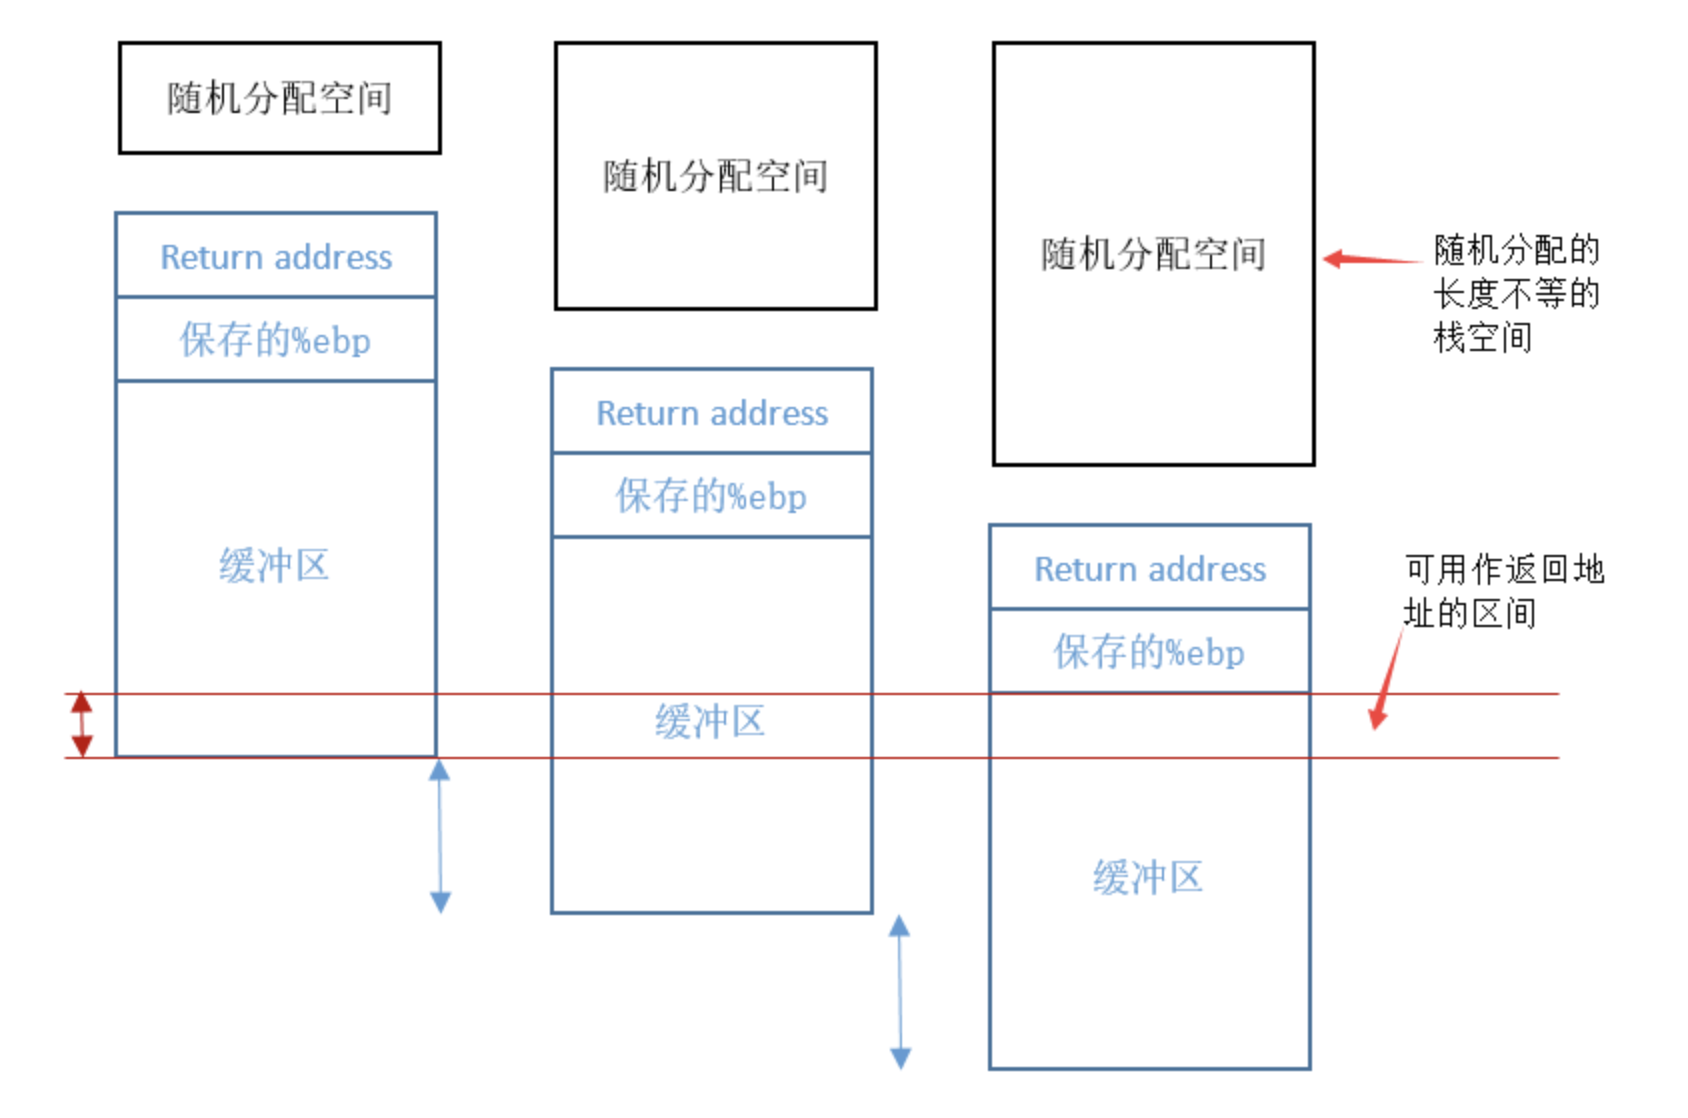 随机分配空间
Return address
保存的%ebp
缓冲区
随机分配空间
Return address
保存的%ebp
缓冲区
随机分配空间
Return address
保存的%ebp
缓冲区
随机分配的
长度不等的
栈空间
可用作返回地
址的区间